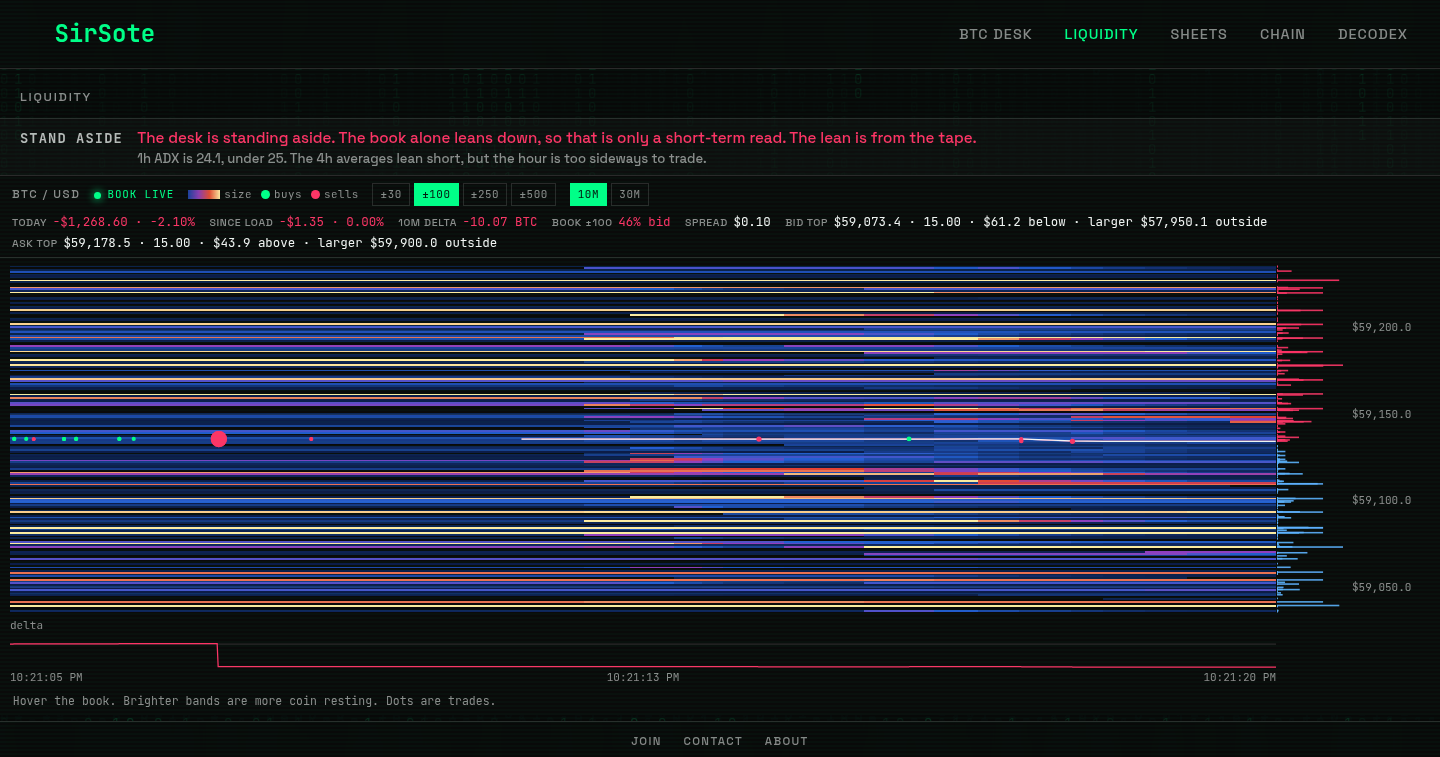 SirSote
BTC DESK LIQUIDITY SHEETS CHAIN DECODEX
LIQUIDITY
STAND ASIDE The desk is standing aside. The book alone leans down, so that is only a short-term read. The lean is from the tape.
1h ADX is 24.1, under 25. The 4h averages lean short, but the hour is too sideways to trade.
BTC / USD BOOK LIVE size buys sells ±30 ±100 ±250 ±500 10M 30M
TODAY -$1,268.60 · -2.10% SINCE LOAD -$1.35 · 0.00% 10M DELTA -10.07 BTC BOOK ±100 46% bid SPREAD $0.10 BID TOP $59,073.4 · 15.00 · $61.2 below · larger $57,950.1 outside
ASK TOP $59,178.5 · 15.00 · $43.9 above · larger $59,900.0 outside
$59,200.0
$59,150.0
$59,100.0
$59,050.0
delta
10:21:05 PM 10:21:13 PM 10:21:20 PM
Hover the book. Brighter bands are more coin resting. Dots are trades.
JOIN CONTACT ABOUT